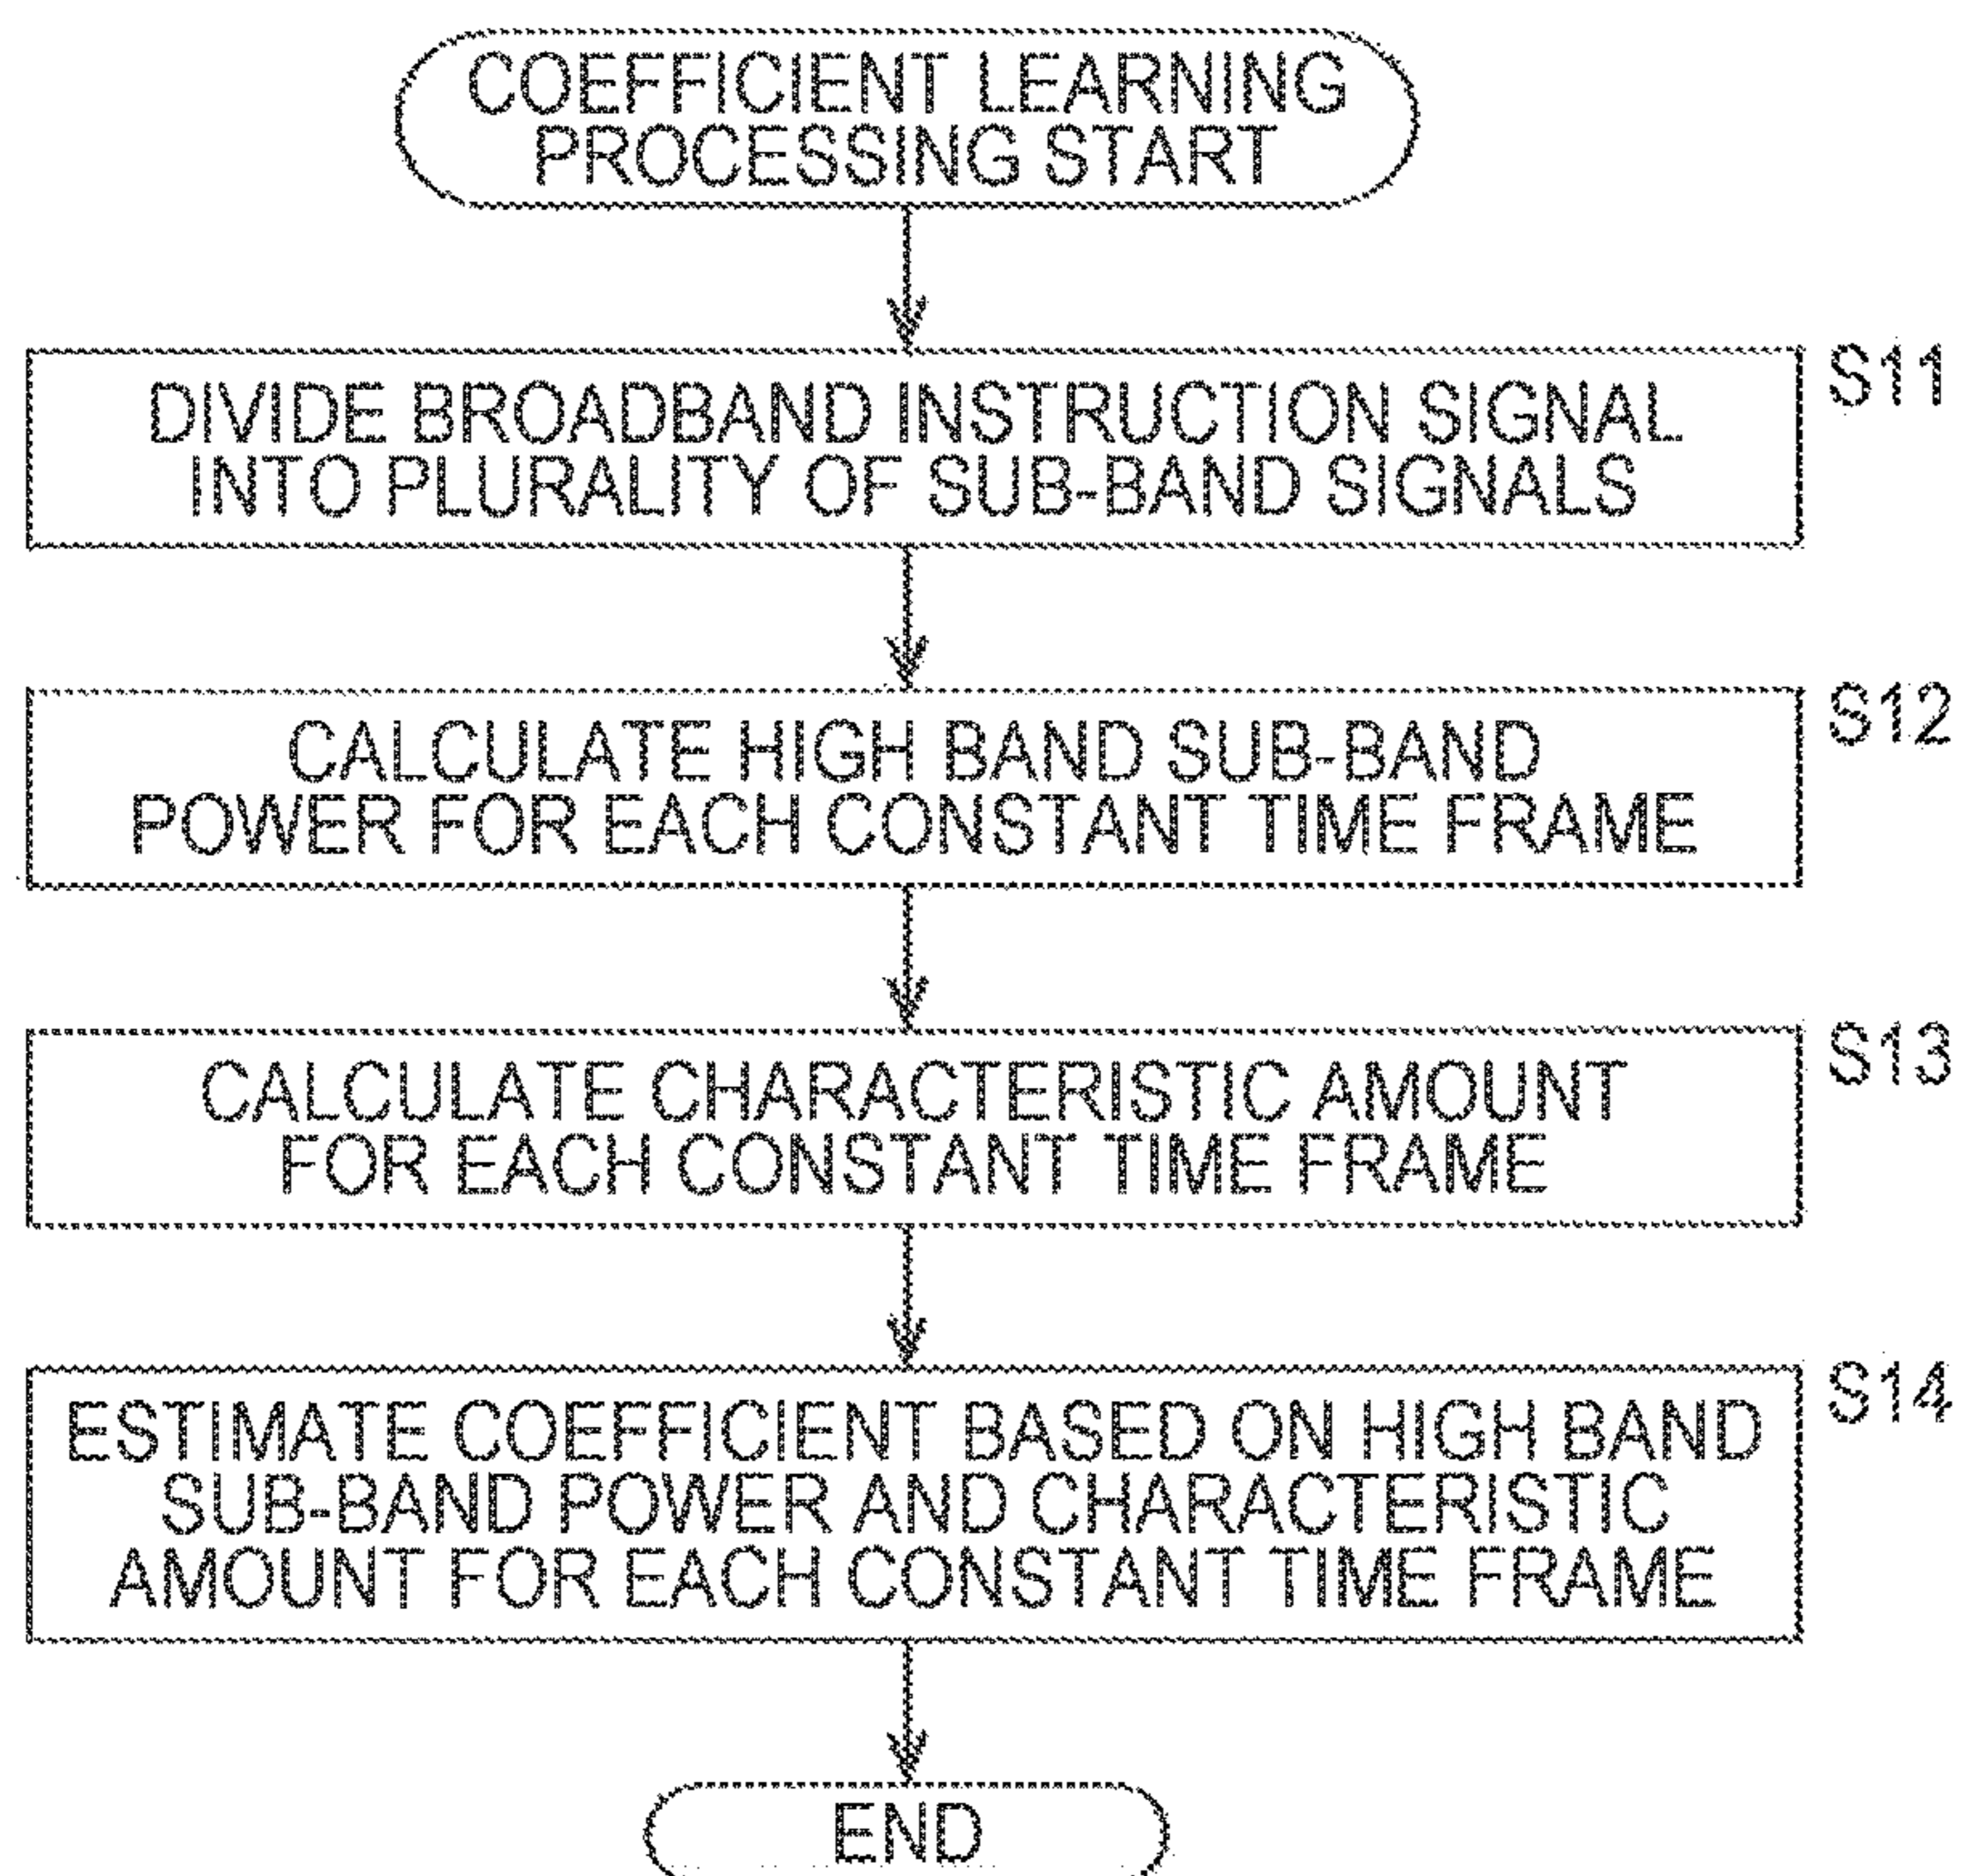 COEFFICIENT LEARNING
PROCESSING START
S11
DIVIDE BROADBAND INSTRUCTION SIGNAL
INTO PLURALITY OF SUB-BAND SIGNALS
S12
CALCULATE HIGH BAND SUB-BAND
POWER FOR EACH CONSTANT TIME FRAME
S13
CALCULATE CHARACTERISTIC AMOUNT
FOR EACH CONSTANT TIME FRAME
S14
ESTIMATE COEFFICIENT BASED ON HIGH BAND
SUB-BAND POWER AND CHARACTERISTIC
AMOUNT FOR EACH CONSTANT TIME FRAME
END